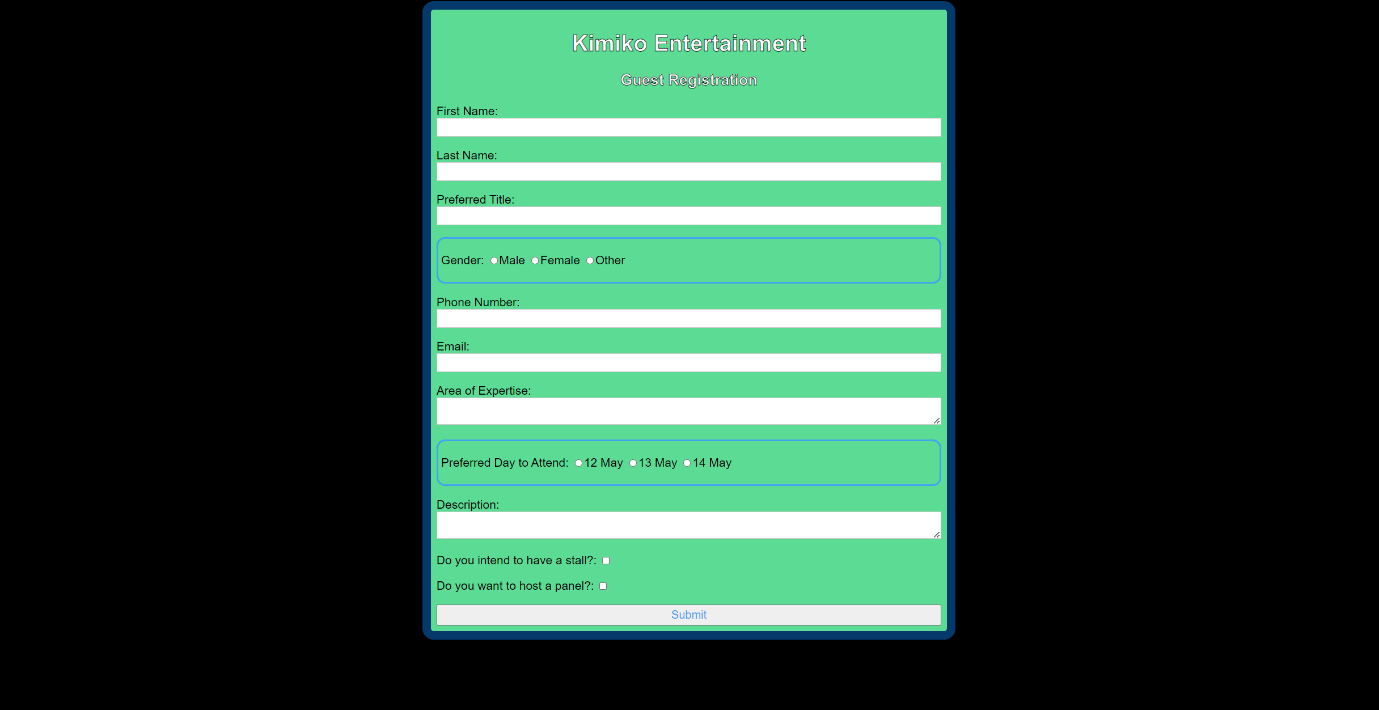 Kimiko Entertainment
Guest Registration
First Name:
Last Name:
Preferred Title:
Gender: Male Female Other
Phone Number:
Email:
Area of Expertise:
Preferred Day to Attend: 12 May 13 May 14 May
Description:
Do you intend to have a stall?:
Do you want to host a panel?:
Submit